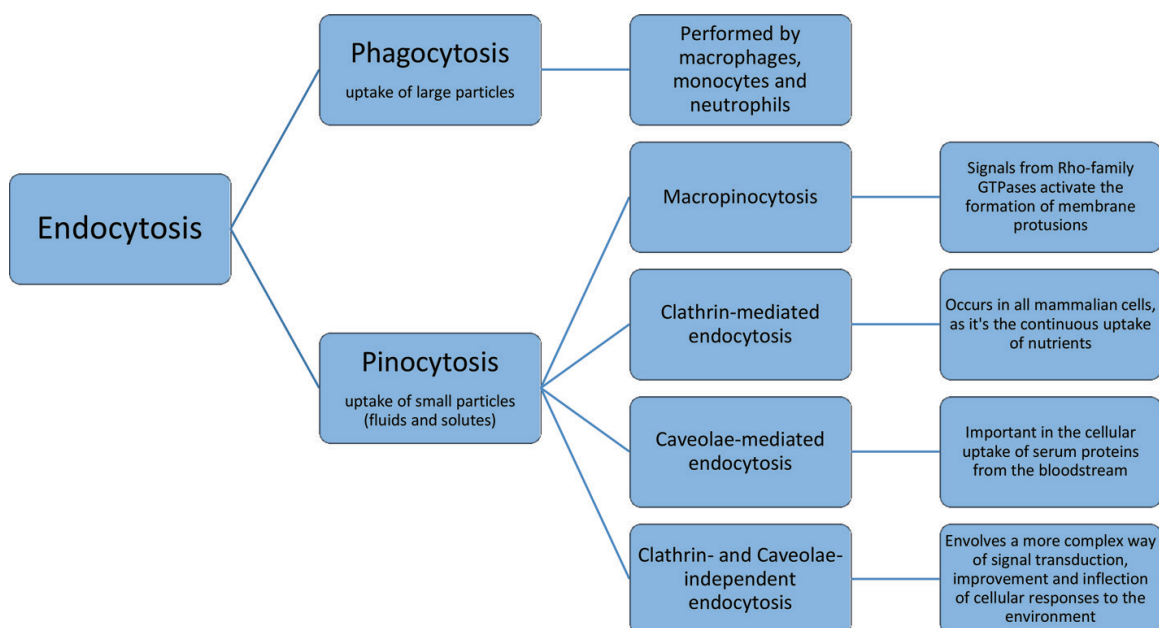 Endocytosis
Phagocytosis
uptake of large particles
Performed by
macrophages,
monocytes and
neutrophils
Pinocytosis
uptake of small particles
(fluids and solutes)
Macropinocytosis
Signals from Rho-family
GTPases activate the
formation of membrane
protusions
Clathrin-mediated
endocytosis
Occurs in all mammalian cells,
as it's the continuous uptake
of nutrients
Caveolae-mediated
endocytosis
Important in the cellular
uptake of serum proteins
from the bloodstream
Clathrin- and Caveolae-
independent
endocytosis
Envolves a more complex way
of signal transduction,
improvement and inflection
of cellular responses to the
environment